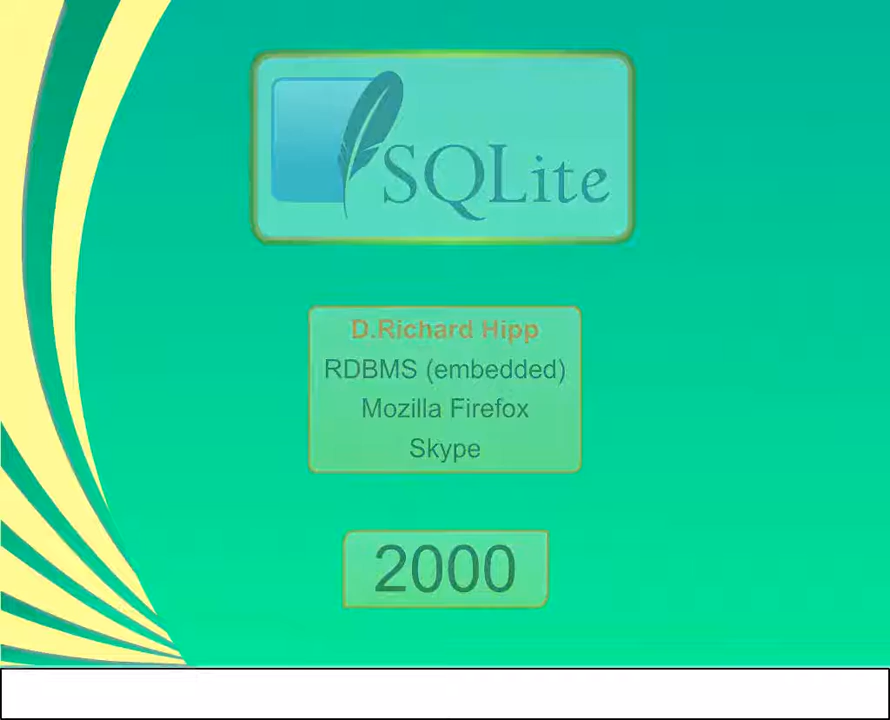 SQLite
D.Richard Hipp
RDBMS (embedded)
Mozilla Firefox
Skype
2000